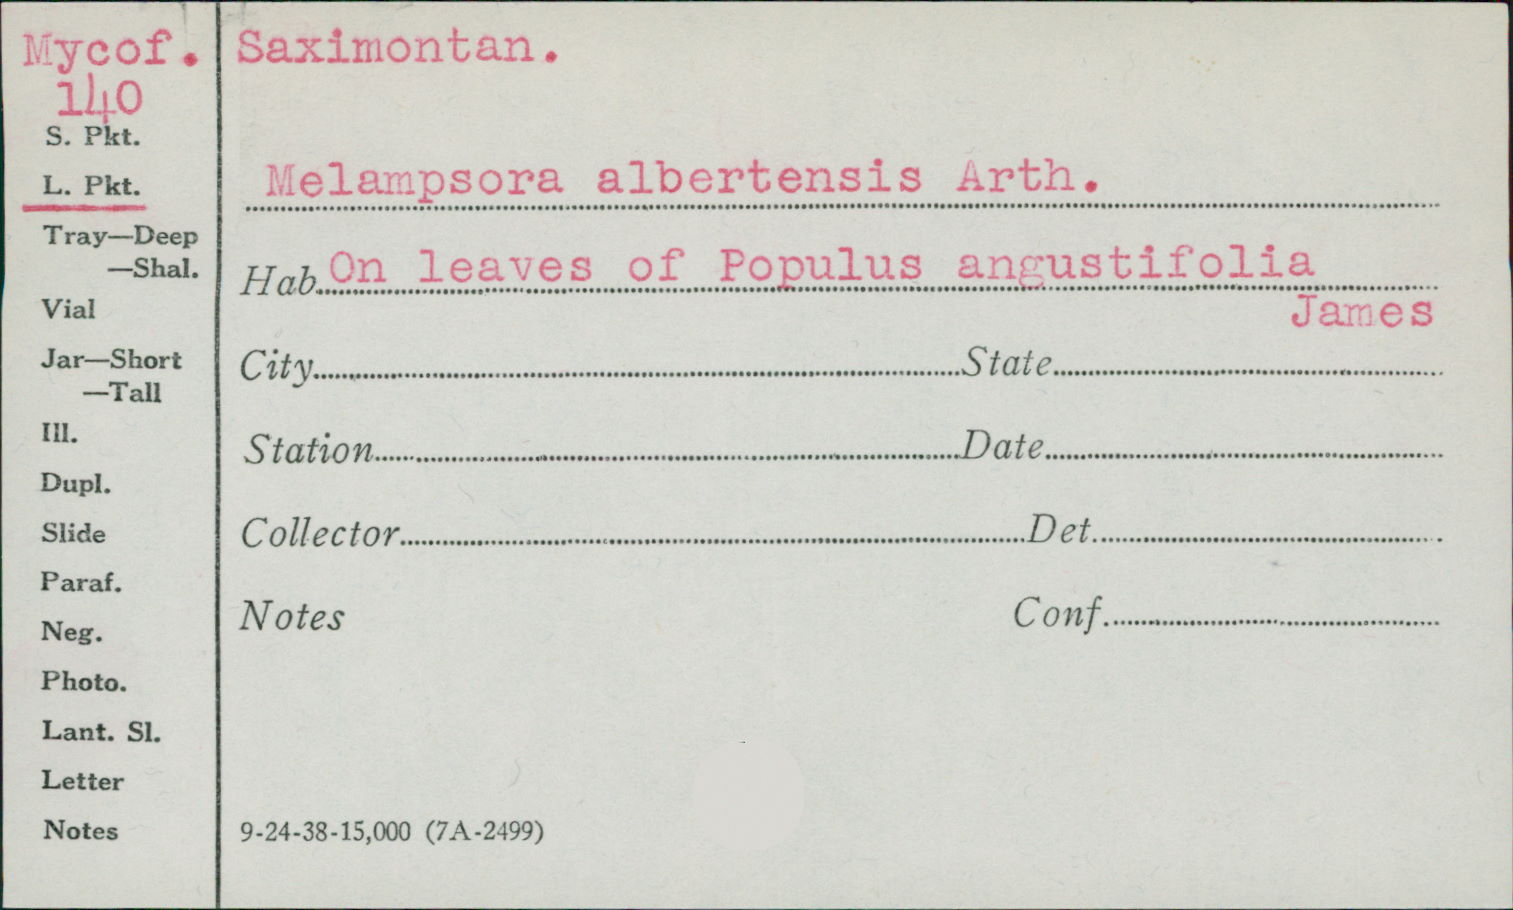 Mycof. Saximontan.
140
S. Pkt.
L. Pkt.
Melampsora albertensis Arth.
Tray—Deep
—Shal.
Hab. On leaves of Populus angustifolia
James
Vial
Jar—Short
—Tall
City State
Ill.
Station Date
Dupl.
Slide
Collector Det.
Paraf.
Neg.
Notes Conf.
Photo.
Lant. Sl.
Letter
Notes
9-24-38-15,000 (7A-2499)